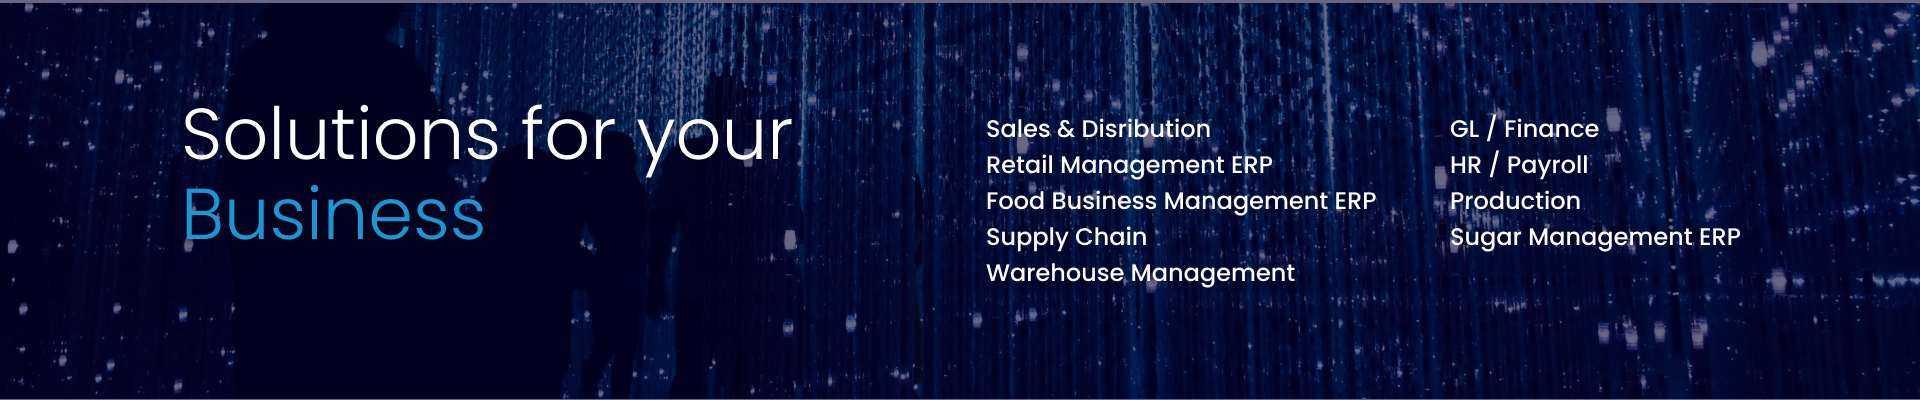 Solutions for your
Business
Sales & Disribution
Retail Management ERP
Food Business Management ERP
Supply Chain
Warehouse Management
GL / Finance
HR / Payroll
Production
Sugar Management ERP